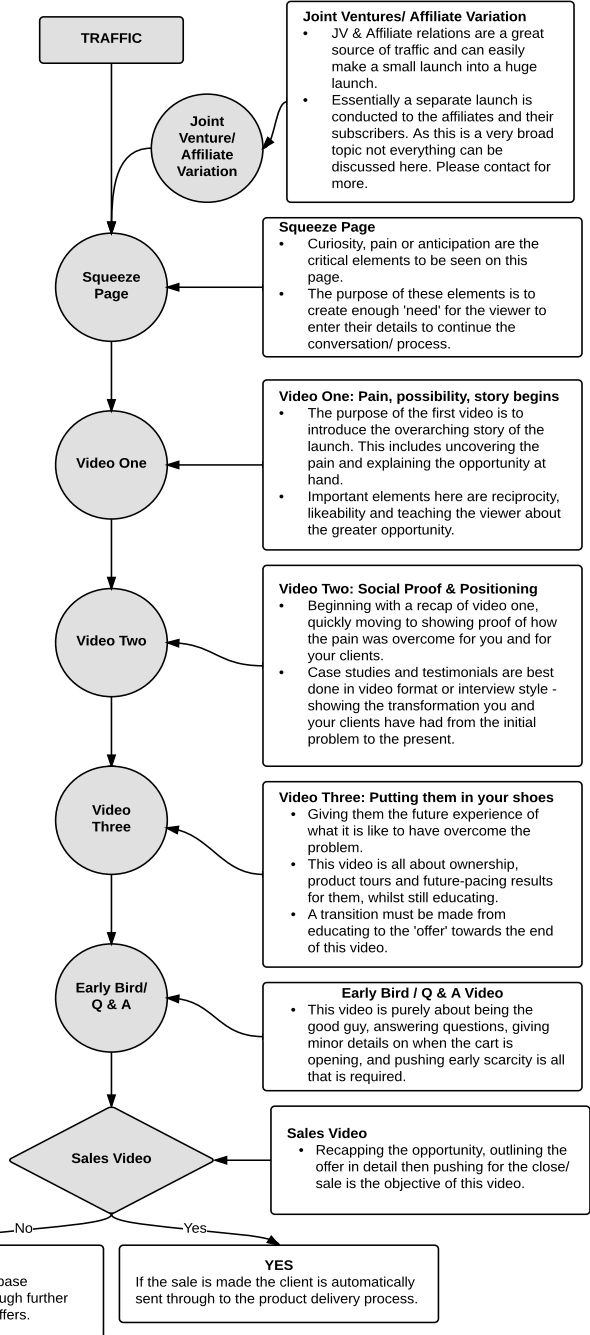 TRAFFIC
Joint Ventures/ Affiliate Variation
• JV & Affiliate relations are a great
source of traffic and can easily
make a small launch into a huge
launch.
• Essentially a separate launch is
conducted to the affiliates and their
subscribers. As this is a very broad
topic not everything can be
discussed here. Please contact for
more.
Joint
Venture/
Affiliate
Variation
Squeeze
Page
Squeeze Page
• Curiosity, pain or anticipation are the
critical elements to be seen on this
page.
• The purpose of these elements is to
create enough 'need' for the viewer to
enter their details to continue the
conversation/ process.
Video One
Video One: Pain, possibility, story begins
• The purpose of the first video is to
introduce the overarching story of the
launch. This includes uncovering the
pain and explaining the opportunity at
hand.
• Important elements here are reciprocity,
likeability and teaching the viewer about
the greater opportunity.
Video Two
Video Two: Social Proof & Positioning
• Beginning with a recap of video one,
quickly moving to showing proof of how
the pain was overcome for you and for
your clients.
• Case studies and testimonials are best
done in video format or interview style -
showing the transformation you and
your clients have had from the initial
problem to the present.
Video
Three
Video Three: Putting them in your shoes
• Giving them the future experience of
what it is like to have overcome the
problem.
• This video is all about ownership,
product tours and future-pacing results
for them, whilst still educating.
• A transition must be made from
educating to the 'offer' towards the end
of this video.
Early Bird/
Q & A
Early Bird / Q & A Video
• This video is purely about being the
good guy, answering questions, giving
minor details on when the cart is
opening, and pushing early scarcity is all
that is required.
Sales Video
Sales Video
• Recapping the opportunity, outlining the
offer in detail then pushing for the close/
sale is the objective of this video.
No
Yes
further
YES
If the sale is made the client is automatically
sent through to the product delivery process.